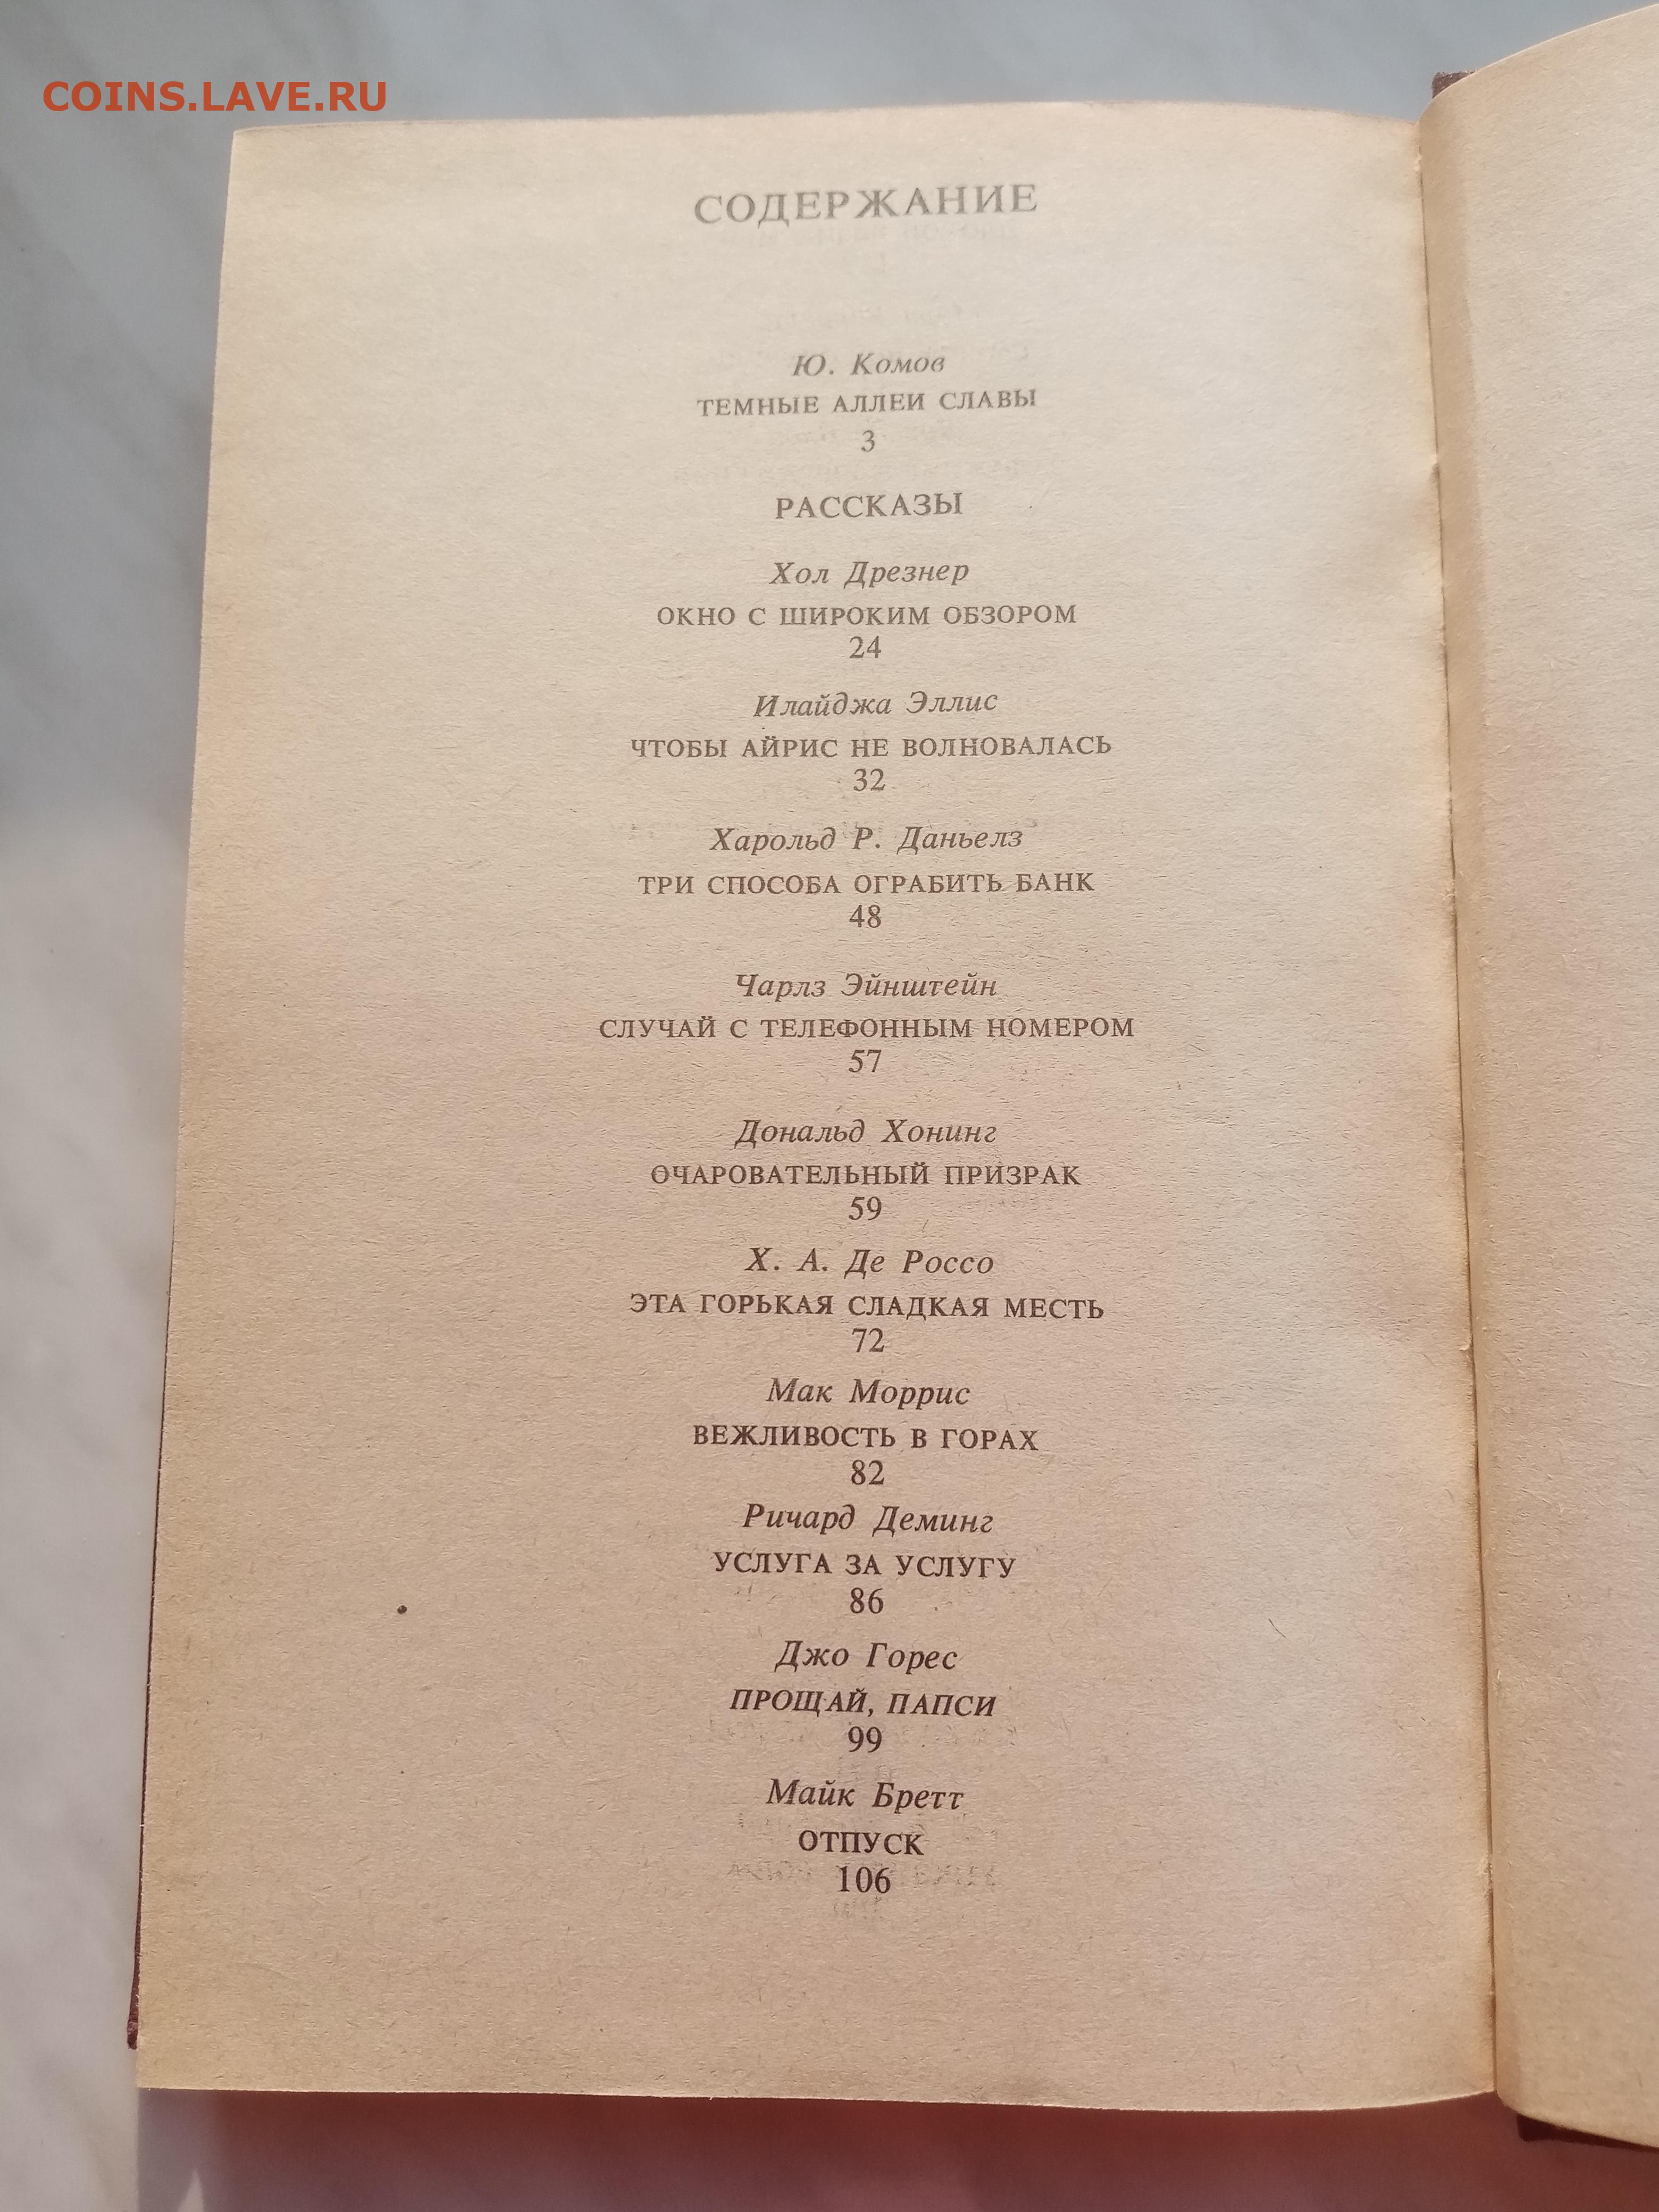 COINS.LAVE.RU
СОДЕРЖАНИЕ
Ю. Комов
ТЕМНЫЕ АЛЛЕИ СЛАВЫ
3
РАССКАЗЫ
Хол Дрезнер
ОКНО С ШИРОКИМ ОБЗОРОМ
24
Илайджа Эллис
ЧТОБЫ АЙРИС НЕ ВОЛНОВАЛАСЬ
32
Харольд Р. Даньелз
ТРИ СПОСОБА ОГРАБИТЬ БАНК
48
Чарлз Эйнштейн
СЛУЧАЙ С ТЕЛЕФОННЫМ НОМЕРОМ
57
Дональд Хонинг
ОЧАРОВАТЕЛЬНЫЙ ПРИЗРАК
59
Х. А. Де Россо
ЭТА ГОРЬКАЯ СЛАДКАЯ МЕСТЬ
72
Мак Моррис
ВЕЖЛИВОСТЬ В ГОРАХ
82
Ричард Деминг
УСЛУГА ЗА УСЛУГУ
86
Джо Горес
ПРОЩАЙ, ПАПСИ
99
Майк Бретт
ОТПУСК
106